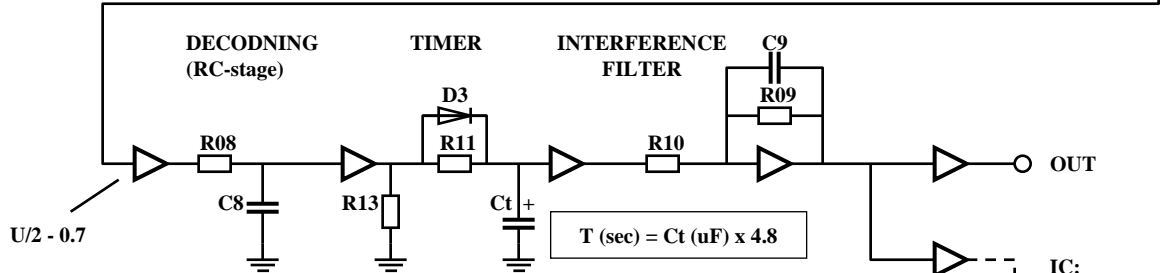 DECODNING TIMER INTERFERENCE C9
(RC-stage) FILTER
D3 R09
R08 R11 R10
OUT
C8 R13 Ct +
U/2 - 0.7
T (sec) = Ct (uF) x 4.8
IC: